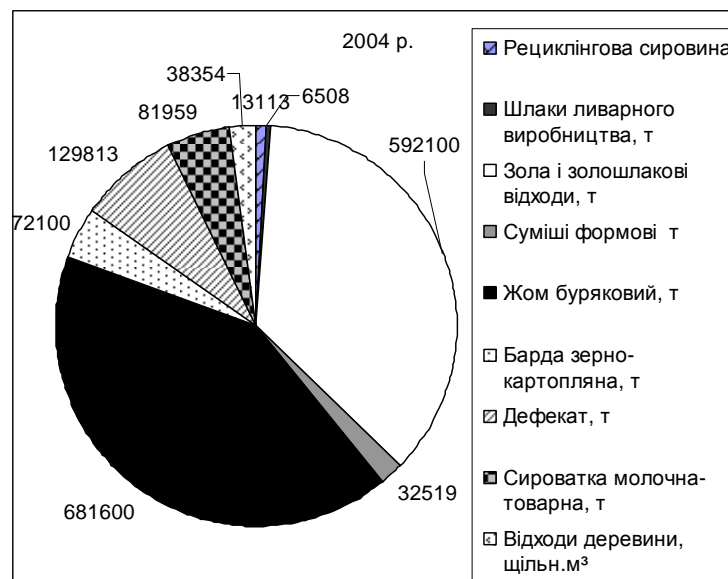 2004 р.
38354
13113
6508
81959
592100
129813
72100
681600
32519
Рециклінгова сировина
Шлаки ливарного
виробництва, т
Зола і золошлакові
відходи, т
Суміші формові т
Жом буряковий, т
Барда зерно-
картопляна, т
Дефекат, т
Сироватка молочна-
товарна, т
Відходи деревини,
щільн.м³